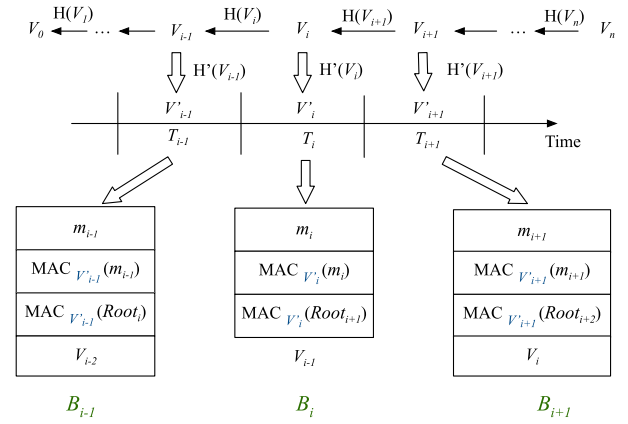 H(V₁) H(Vᵢ) H(Vᵢ₊₁) H(Vₙ)
V₀ ... Vᵢ₋₁ Vᵢ Vᵢ₊₁ ... Vₙ
H'(Vᵢ₋₁) H'(Vᵢ) H'(Vᵢ₊₁)
V'ᵢ₋₁ V'ᵢ V'ᵢ₊₁
Tᵢ₋₁ Tᵢ Tᵢ₊₁ Time
mᵢ₋₁ mᵢ mᵢ₊₁
MAC V'ᵢ₋₁(mᵢ₋₁) MAC V'ᵢ(mᵢ) MAC V'ᵢ₊₁(mᵢ₊₁)
MAC V'ᵢ₋₁(Rootᵢ) MAC V'ᵢ(Rootᵢ₊₁) MAC V'ᵢ₊₁(Rootᵢ₊₂)
Vᵢ₋₂ Vᵢ₋₁ Vᵢ
Bᵢ₋₁ Bᵢ Bᵢ₊₁